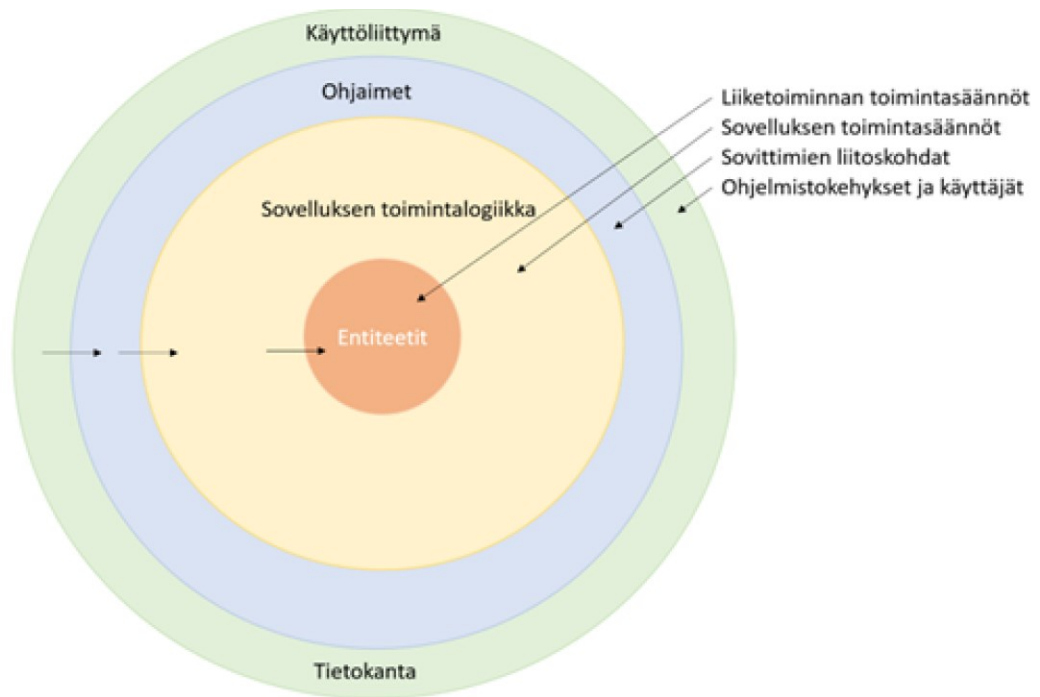 Käyttöliittymä
Ohjaimet
Sovelluksen toimintalogiikka
Entiteetit
Tietokanta
Liiketoiminnan toimintasäännöt
Sovelluksen toimintasäännöt
Sovittimien liitoskohdat
Ohjelmistokehykset ja käyttäjät